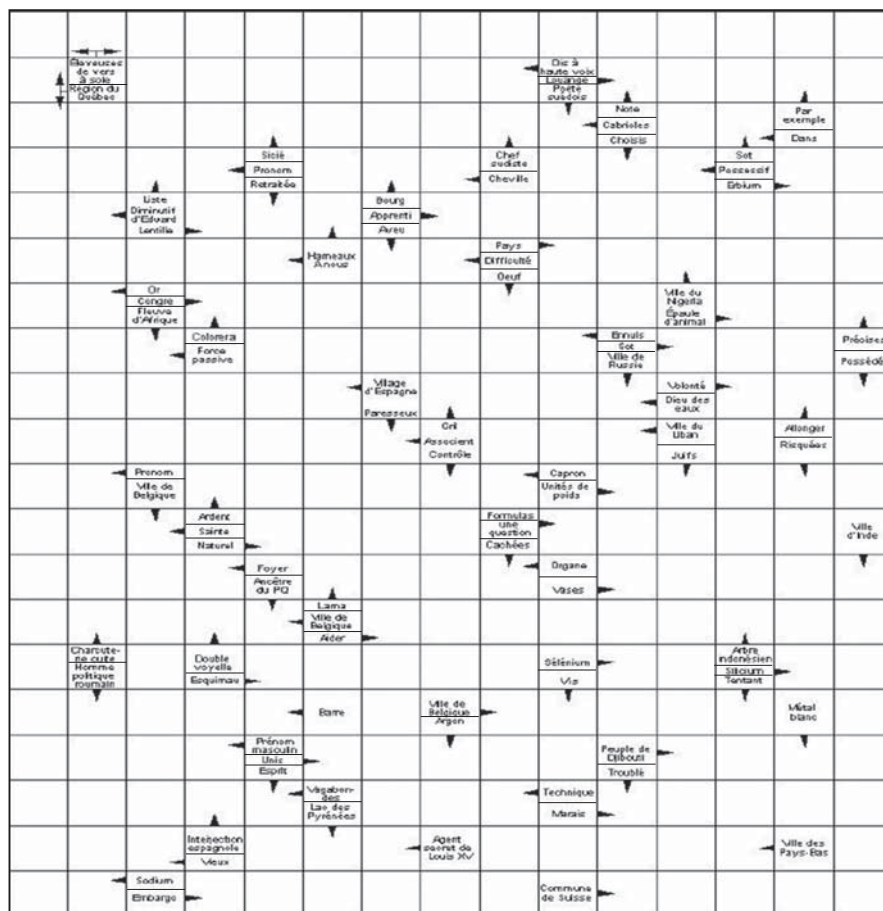 Éleveuses
de vers
à soie
Région du
Québec
Dis à
haute voix
Louange
Poète
suédois
Note
Cabrioles
Choisis
Par
exemple
Dans
Scié
Pronom
Retraitée
Chef
sudiste
Cheville
Sot
Possessif
Erbium
Liste
Diminutif
d'Edward
Lentille
Bourg
Apprenti
Aveu
Hameaux
Anous
Pays
Difficulté
Oeuf
Or
Congre
Fleuve
d'Afrique
Ville du
Nigeria
Épaule
d'animal
Colorera
Force
passive
Ennuis
Sot
Ville de
Russie
Précises
Possédé
Village
d'Espagne
Paresseux
Volonté
Dieu des
eaux
Gril
Associent
Contrôle
Ville du
Liban
Juifs
Allonger
Risquées
Pronom
Ville de
Belgique
Capron
Unités de
poids
Ardent
Sainte
Naturel
Formulas
une
question
Cachées
Ville
d'Inde
Foyer
Ancêtre
du PQ
Organe
Vases
Lama
Ville de
Belgique
Aider
Charcute-
rie cuite
Homme
politique
roumain
Double
voyelle
Esquimau
Sélénium
Vis
Arbre
indonésien
Silicium
Tentant
Barre
Ville de
Belgique
Argon
Métal
blanc
Prénom
masculin
Unis
Esprit
Peuple de
Djibouti
Troublé
Vagabon-
des
Lac des
Pyrénées
Technique
Marais
Interjection
espagnole
Vieux
Agent
secret de
Louis XV
Ville des
Pays-Bas
Sodium
Embargo
Commune
de Suisse